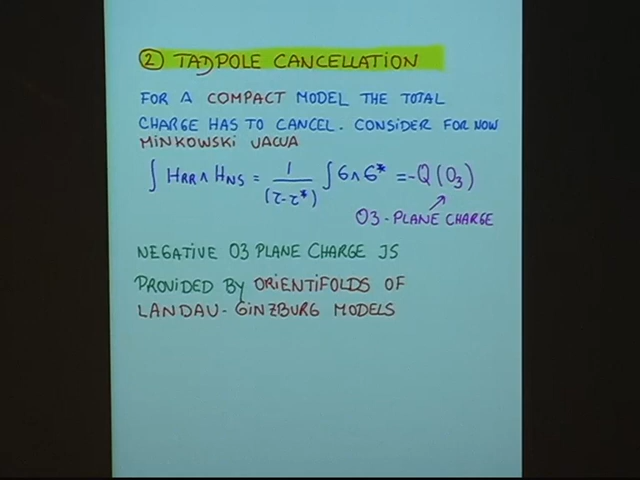 ② TADPOLE CANCELLATION
FOR A COMPACT MODEL THE TOTAL
CHARGE HAS TO CANCEL. CONSIDER FOR NOW
MINKOWSKI VACUA
∫ H_RR ∧ H_NS = 1/(τ-τ*) ∫ G ∧ G* = -Q (O3)
O3-PLANE CHARGE
NEGATIVE O3 PLANE CHARGE IS
PROVIDED BY ORIENTIFOLDS OF
LANDAU-GINZBURG MODELS